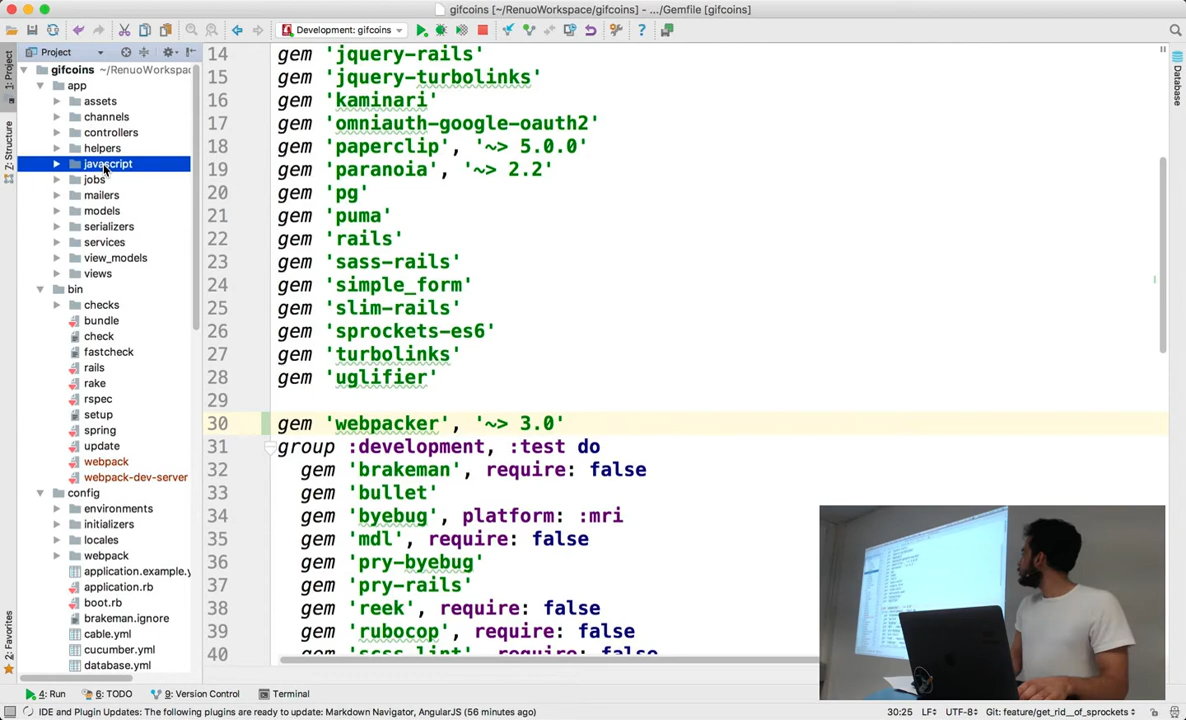 gifcoins [~/RenuoWorkspace/gifcoins] - .../Gemfile [gifcoins]
Development: gifcoins
Project
1: Project
Z: Structure
2: Favorites
Database
gifcoins ~/RenuoWorkspac
app
assets
channels
controllers
helpers
javascript
jobs
mailers
models
serializers
services
view_models
views
bin
checks
bundle
check
fastcheck
rails
rake
rspec
setup
spring
update
webpack
webpack-dev-server
config
environments
initializers
locales
webpack
application.example.y
application.rb
boot.rb
brakeman.ignore
cable.yml
cucumber.yml
database.yml
14 gem 'jquery-rails'
15 gem 'jquery-turbolinks'
16 gem 'kaminari'
17 gem 'omniauth-google-oauth2'
18 gem 'paperclip', '~> 5.0.0'
19 gem 'paranoia', '~> 2.2'
20 gem 'pg'
21 gem 'puma'
22 gem 'rails'
23 gem 'sass-rails'
24 gem 'simple_form'
25 gem 'slim-rails'
26 gem 'sprockets-es6'
27 gem 'turbolinks'
28 gem 'uglifier'
29
30 gem 'webpacker', '~> 3.0'
31 group :development, :test do
32 gem 'brakeman', require: false
33 gem 'bullet'
34 gem 'byebug', platform: :mri
35 gem 'mdl', require: false
36 gem 'pry-byebug'
37 gem 'pry-rails'
38 gem 'reek', require: false
39 gem 'rubocop', require: false
40 gem 'scss_lint', require: false
4: Run 6: TODO 9: Version Control Terminal
IDE and Plugin Updates: The following plugins are ready to update: Markdown Navigator, AngularJS (56 minutes ago)
30:25 LF÷ UTF-8÷ Git: feature/get_rid__of_sprockets